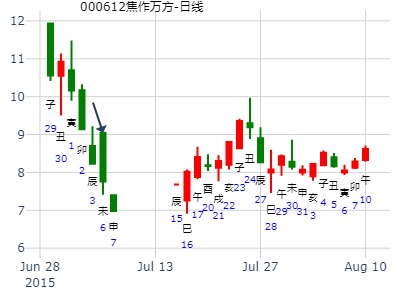 000612焦作万方-日线
12
11
10
9
8
7
6
子
29
丑
30
寅
1
卯
2
辰
3
未
6
申
7
辰
15
巳
16
午
17
酉
20
戌
21
亥
22
子
23
丑
24
辰
27
巳
28
午
29
未
30
申
31
亥
3
子
4
丑
5
寅
6
卯
7
午
10
Jun 28
2015
Jul 13
Jul 27
Aug 10